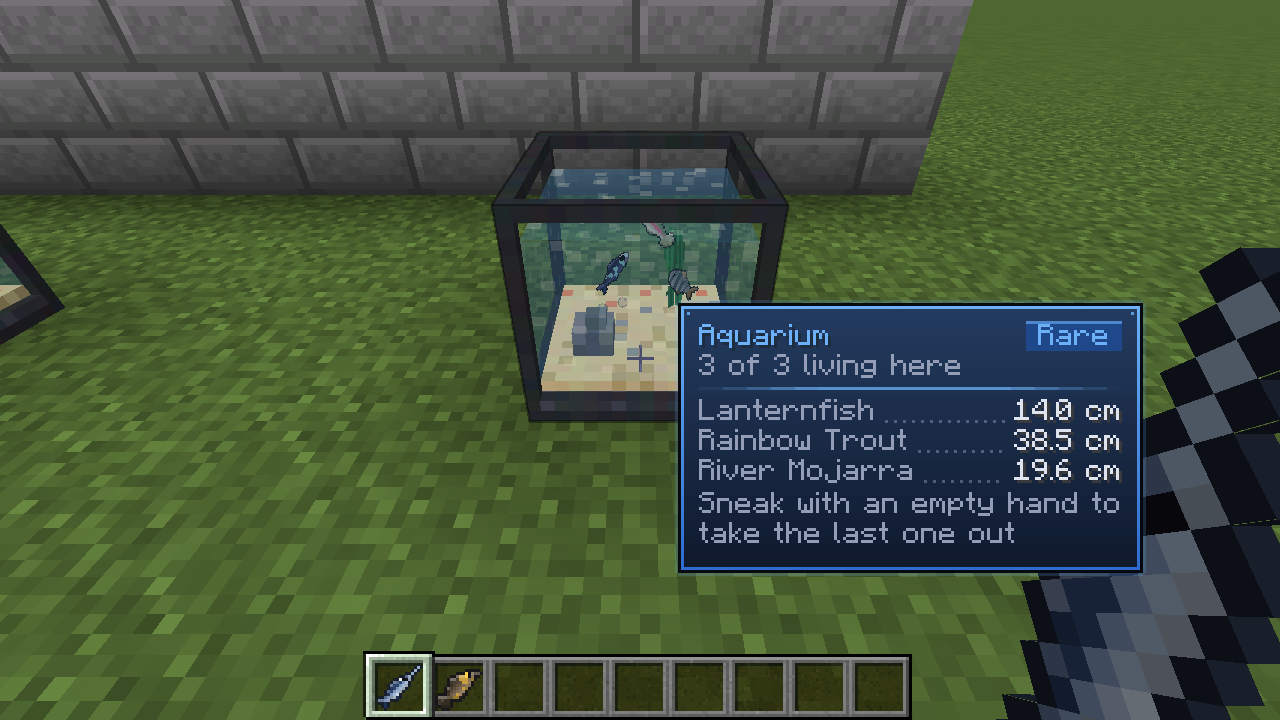 Aquarium Rare
3 of 3 living here
Lanternfish ............ 14.0 cm
Rainbow Trout ......... 38.5 cm
River Mojarra ........ 19.6 cm
Sneak with an empty hand to
take the last one out